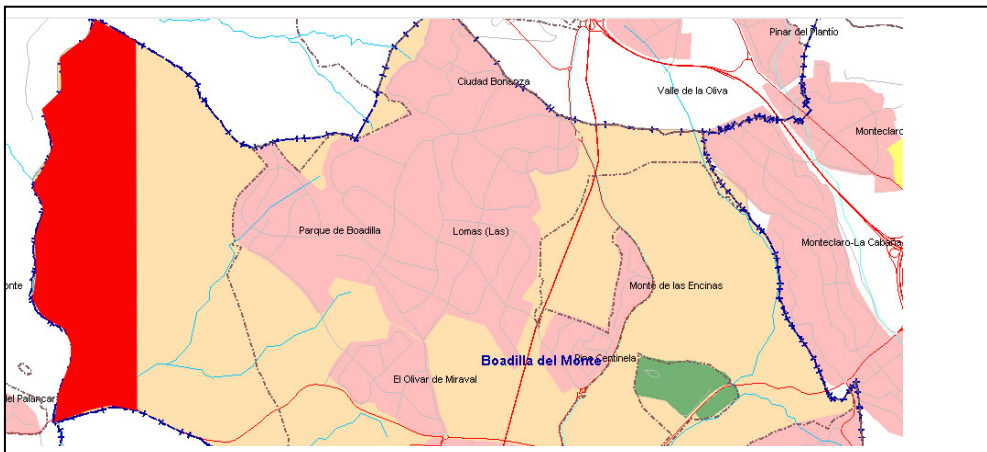 Pinar del Plantío
Ciudad Bonsoza
Valle de la Oliva
Monteclaro
Parque de Boadilla
Lomas (Las)
Monteclaro-La Cabaña
onte
Monte de las Encinas
Boadilla del Monte
Pino Centinela
El Olivar de Miraval
del Palancar